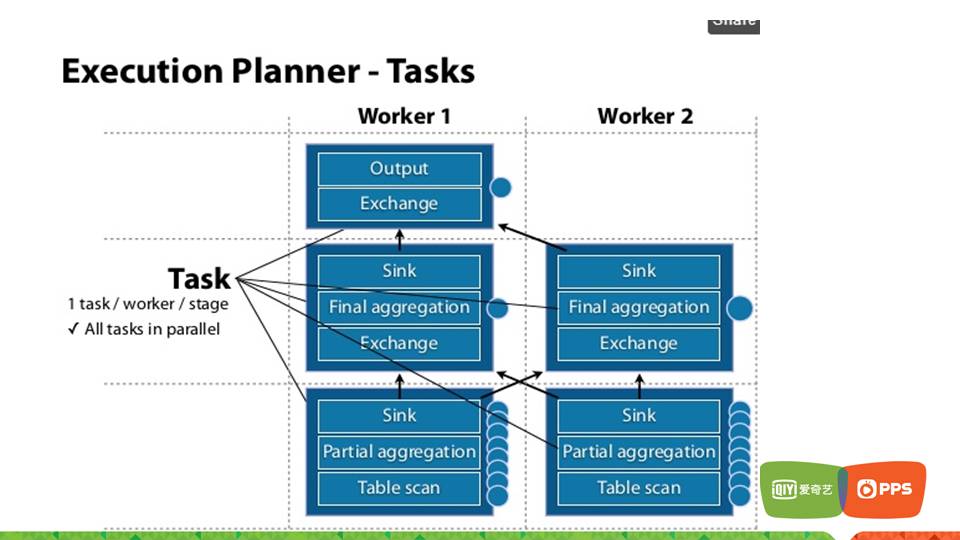 Share
Execution Planner - Tasks
Worker 1
Worker 2
Output
Exchange
Task
1 task / worker / stage
✓ All tasks in parallel
Sink
Final aggregation
Exchange
Sink
Final aggregation
Exchange
Sink
Partial aggregation
Table scan
Sink
Partial aggregation
Table scan
iQIYI 爱奇艺
PPS